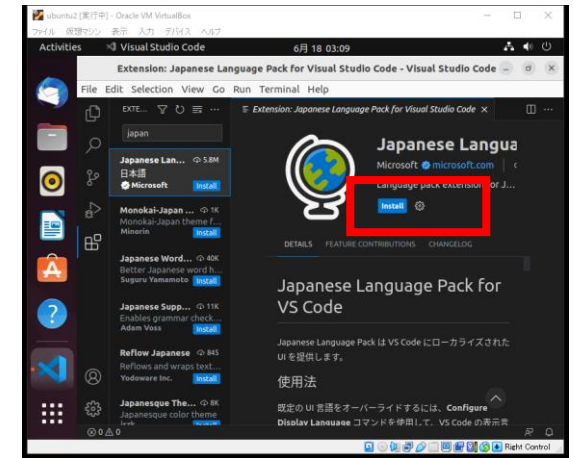 ubuntu2 [実行中] - Oracle VM VirtualBox
ファイル 仮想マシン 表示 入力 デバイス ヘルプ
Activities Visual Studio Code 6月 18 03:09
Extension: Japanese Language Pack for Visual Studio Code - Visual Studio Code
File Edit Selection View Go Run Terminal Help
EXTE...
Extension: Japanese Language Pack for Visual Studio Code
japan
Japanese Lan... 5.8M
日本語
Microsoft Install
Monokai-Japan ... 1K
Monokai-Japan theme f...
Minorin Install
Japanese Word... 40K
Better Japanese word h...
Suguru Yamamoto Install
Japanese Supp... 11K
Enables grammar check...
Adam Voss Install
Reflow Japanese 845
Reflows and wraps text...
Yodoware Inc. Install
Japanesque The... 8K
Japanesque color theme
Japanese Langua
Microsoft microsoft.com
Language pack extension for J...
Install
DETAILS FEATURE CONTRIBUTIONS CHANGELOG
Japanese Language Pack for
VS Code
Japanese Language Pack は VS Code にローカライズされた
UI を提供します。
使用法
既定の UI 言語をオーバーライドするには、Configure
Display Language コマンドを使用して、VS Code の表示言
0 0
Right Control